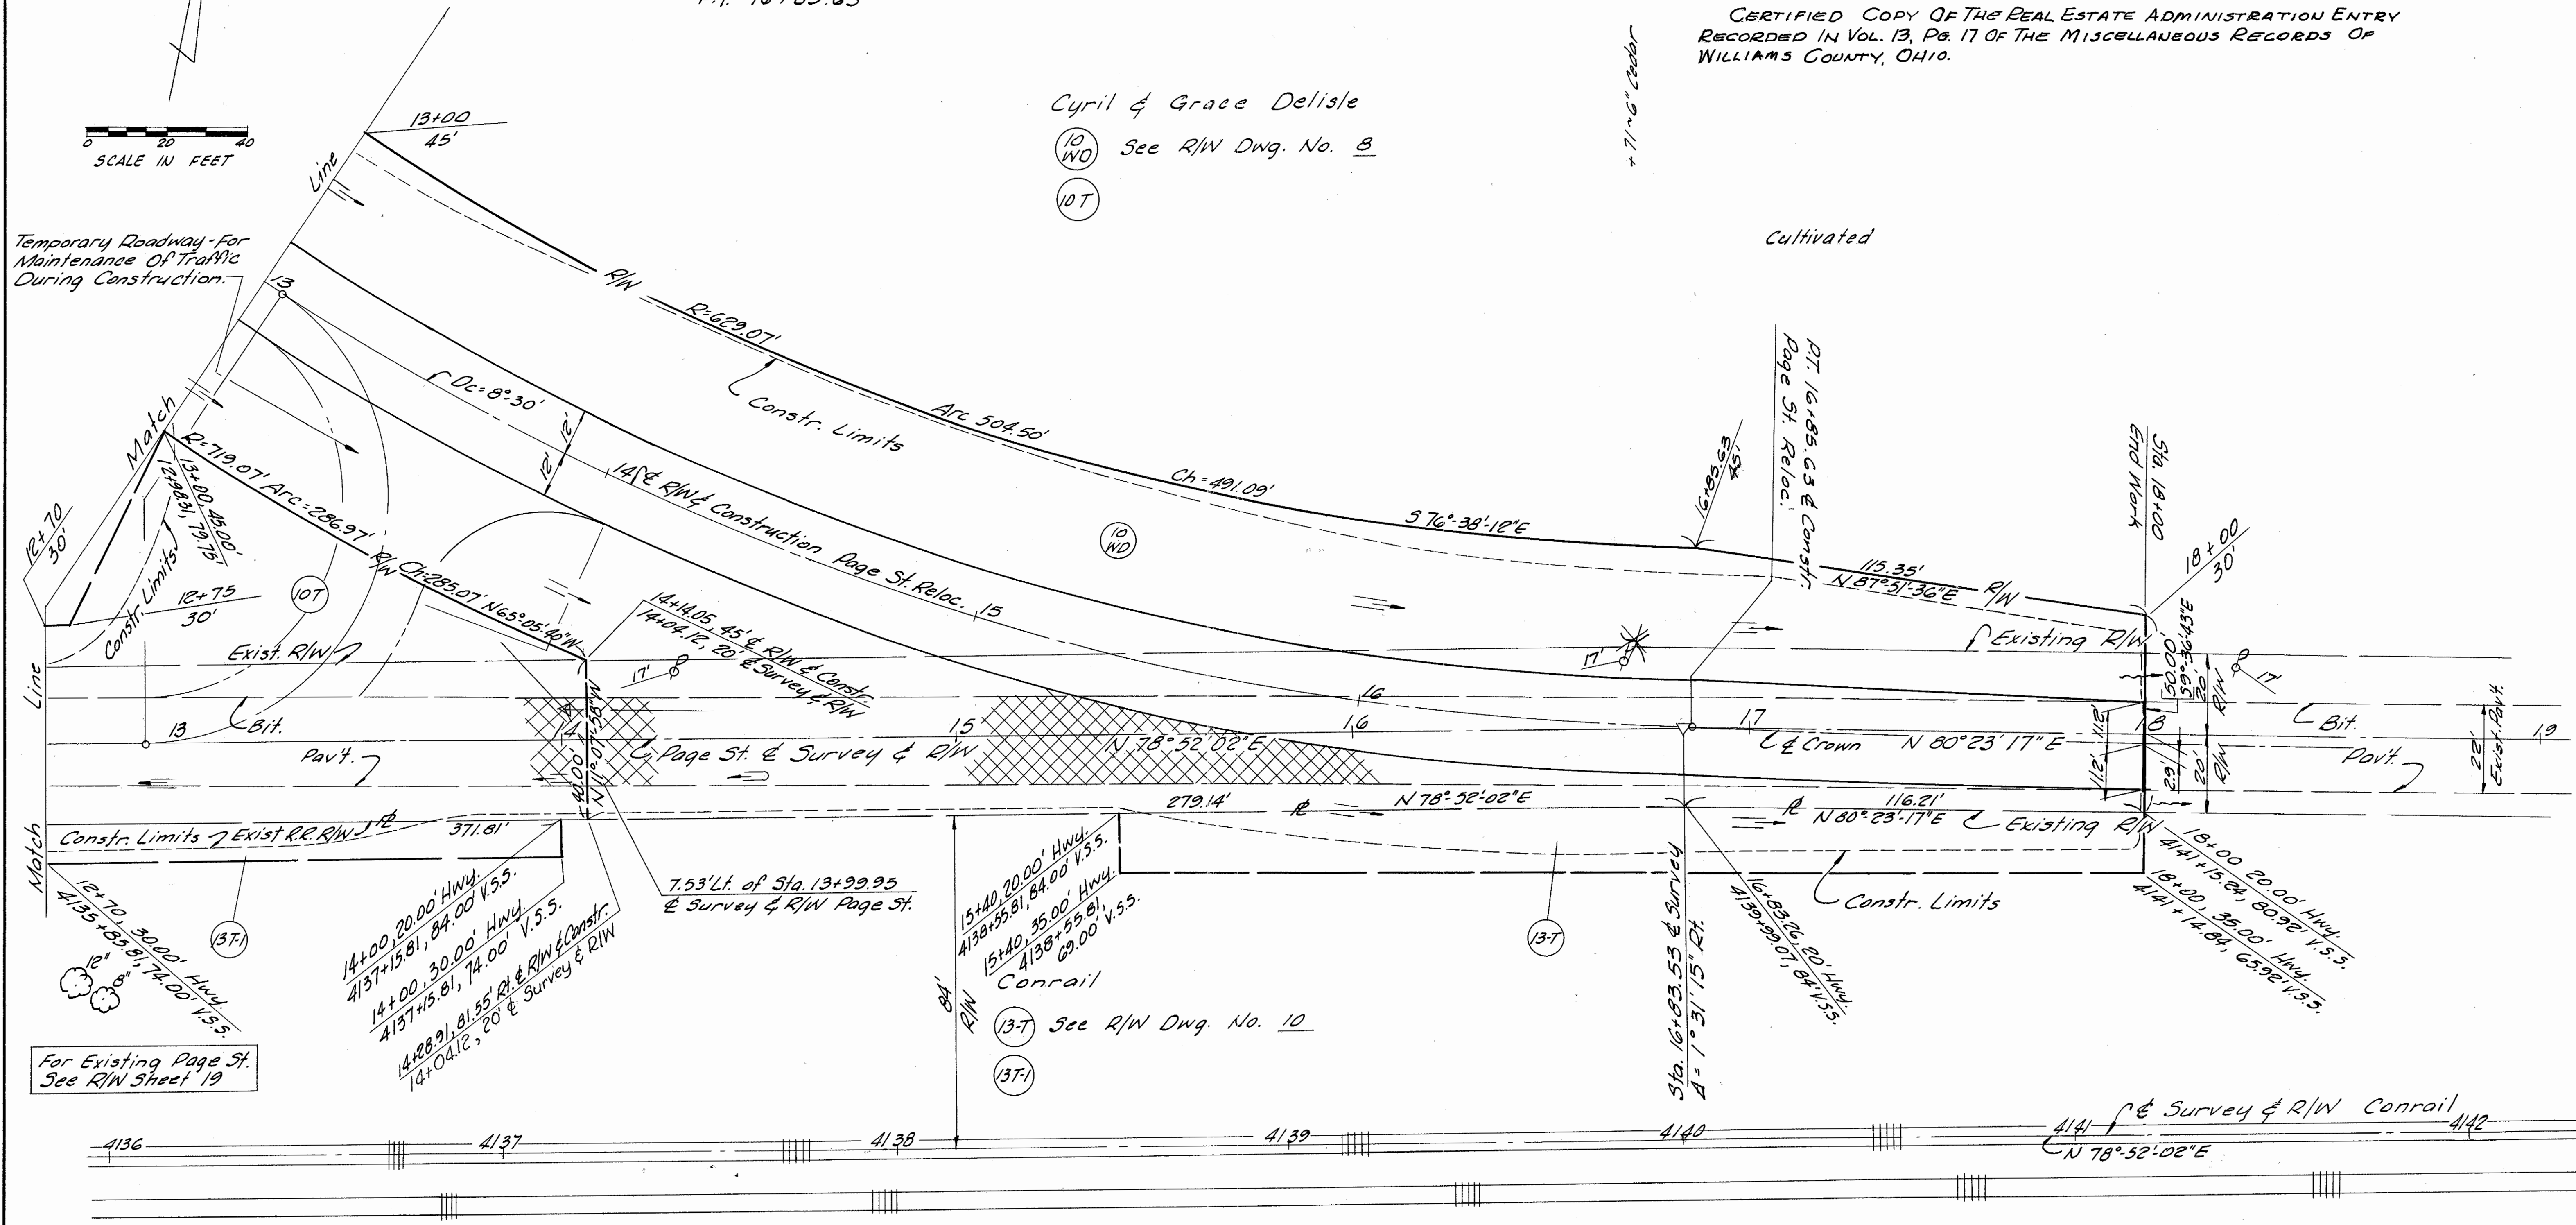 P.I. 16+85.63
CERTIFIED COPY OF THE REAL ESTATE ADMINISTRATION ENTRY
RECORDED IN VOL. 13, PG. 17 OF THE MISCELLANEOUS RECORDS OF
WILLIAMS COUNTY, OHIO.
+71~6" Cedar
Cyril & Grace Delisle
10 WD See R/W Dwg. No. 8
10 T
0 20 40
SCALE IN FEET
13+00
45'
Line
Cultivated
Temporary Roadway - For
Maintenance Of Traffic
During Construction.
13
R/W
R=629.07'
Constr. Limits
Arc 504.50'
Ch = 491.09'
S 76°-38'-12"E
16+85.63
45'
P.T. 16+85.63 ℄ Constr.
Page St. Reloc.
115.35'
N 87°51'-36"E
R/W
Sta. 18+00
End Work
18+00
30'
Dc = 8°-30'
12'
12'
14
℄ R/W & Construction Page St. Reloc.
15
16
17
18
10 WD
Match
R=719.07' Arc=286.97'
R/W
Ch=285.07' N65°-05'-40"W
13+00, 45.00'
12+98.31, 79.75'
12+70
30'
Constr. Limits
12+75
30'
10T
Exist. R/W
14+14.05, 45' ℄ R/W & Constr.
14+04.12, 20' ℄ Survey & R/W
17'
17'
Existing R/W
50.00'
S9°-36'-43"E
20'
R/W
20'
R/W
17'
Line
13
Bit.
Pav't.
14
40.00'
N11°-07'-58"W
15
℄ Page St. ℄ Survey & R/W
N 78°52'02"E
16
℄ Crown N 80°23'17"E
11.2'
11.2'
2.9'
Bit.
Pav't.
19
22'
Exist. Pav't.
Match
Constr. Limits
Exist R.R. R/W
℄
371.81'
279.14'
℄
N 78°-52'-02"E
℄
116.21'
N 80°-23'-17"E
Existing R/W
12+70, 30.00' Hwy.
4135+85.81, 74.00' V.S.S.
13T-1
12"
8"
14+00, 20.00' Hwy.
4137+15.81, 84.00' V.S.S.
14+00, 30.00' Hwy.
4137+15.81, 74.00' V.S.S.
14+28.91, 81.55' Rt. ℄ R/W & Constr.
14+04.12, 20' ℄ Survey & R/W
7.53' Lt. of Sta. 13+99.95
℄ Survey & R/W Page St.
84'
R/W
15+40, 20.00' Hwy.
4138+55.81, 84.00' V.S.S.
15+40, 35.00' Hwy.
4138+55.81,
69.00' V.S.S.
Conrail
13-T See R/W Dwg. No. 10
13T-1
13-T
Sta. 16+83.53 ℄ Survey
Δ = 1°31'15" Rt.
16+83.26, 20' Hwy.
4139+99.07, 84' V.S.S.
Constr. Limits
18+00 20.00' Hwy.
4141+15.24, 80.92' V.S.S.
18+00, 35.00' Hwy.
4141+14.84, 65.92' V.S.S.
For Existing Page St.
See R/W Sheet 19
4136 4137 4138 4139 4140 4141 4142
℄ Survey & R/W Conrail
N 78°-52'-02"E